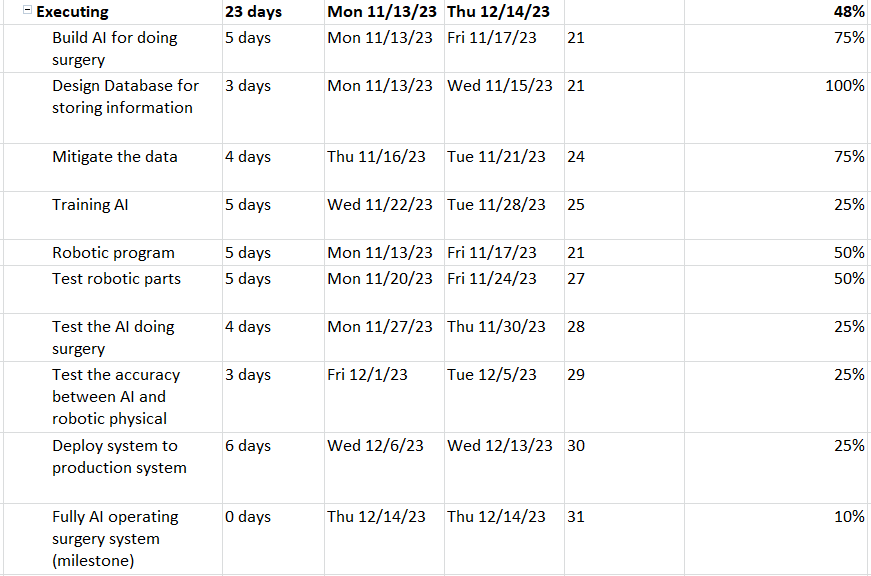 Executing 23 days Mon 11/13/23 Thu 12/14/23 48%
Build AI for doing 5 days Mon 11/13/23 Fri 11/17/23 21 75%
surgery
Design Database for 3 days Mon 11/13/23 Wed 11/15/23 21 100%
storing information
Mitigate the data 4 days Thu 11/16/23 Tue 11/21/23 24 75%
Training AI 5 days Wed 11/22/23 Tue 11/28/23 25 25%
Robotic program 5 days Mon 11/13/23 Fri 11/17/23 21 50%
Test robotic parts 5 days Mon 11/20/23 Fri 11/24/23 27 50%
Test the AI doing 4 days Mon 11/27/23 Thu 11/30/23 28 25%
surgery
Test the accuracy 3 days Fri 12/1/23 Tue 12/5/23 29 25%
between AI and
robotic physical
Deploy system to 6 days Wed 12/6/23 Wed 12/13/23 30 25%
production system
Fully AI operating 0 days Thu 12/14/23 Thu 12/14/23 31 10%
surgery system
(milestone)